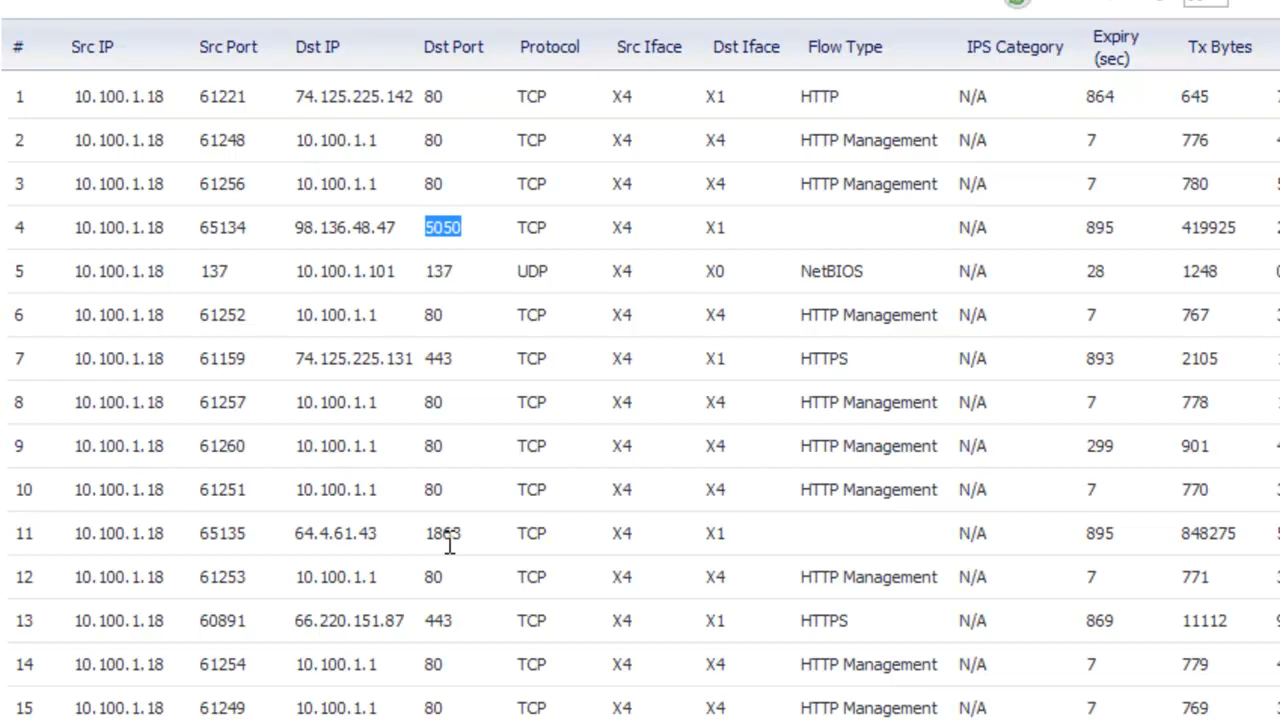 # Src IP Src Port Dst IP Dst Port Protocol Src Iface Dst Iface Flow Type IPS Category Expiry (sec) Tx Bytes
1 10.100.1.18 61221 74.125.225.142 80 TCP X4 X1 HTTP N/A 864 645
2 10.100.1.18 61248 10.100.1.1 80 TCP X4 X4 HTTP Management N/A 7 776
3 10.100.1.18 61256 10.100.1.1 80 TCP X4 X4 HTTP Management N/A 7 780
4 10.100.1.18 65134 98.136.48.47 5050 TCP X4 X1 N/A 895 419925
5 10.100.1.18 137 10.100.1.101 137 UDP X4 X0 NetBIOS N/A 28 1248
6 10.100.1.18 61252 10.100.1.1 80 TCP X4 X4 HTTP Management N/A 7 767
7 10.100.1.18 61159 74.125.225.131 443 TCP X4 X1 HTTPS N/A 893 2105
8 10.100.1.18 61257 10.100.1.1 80 TCP X4 X4 HTTP Management N/A 7 778
9 10.100.1.18 61260 10.100.1.1 80 TCP X4 X4 HTTP Management N/A 299 901
10 10.100.1.18 61251 10.100.1.1 80 TCP X4 X4 HTTP Management N/A 7 770
11 10.100.1.18 65135 64.4.61.43 1863 TCP X4 X1 N/A 895 848275
12 10.100.1.18 61253 10.100.1.1 80 TCP X4 X4 HTTP Management N/A 7 771
13 10.100.1.18 60891 66.220.151.87 443 TCP X4 X1 HTTPS N/A 869 11112
14 10.100.1.18 61254 10.100.1.1 80 TCP X4 X4 HTTP Management N/A 7 779
15 10.100.1.18 61249 10.100.1.1 80 TCP X4 X4 HTTP Management N/A 7 769